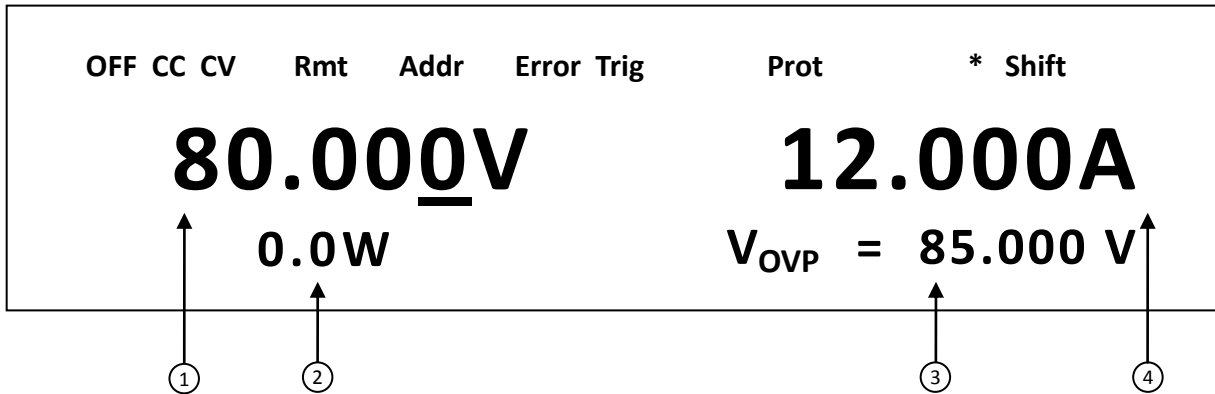 OFF CC CV Rmt Addr Error Trig Prot * Shift
80.000V 12.000A
0.0W VOVP = 85.000 V
1 2 3 4